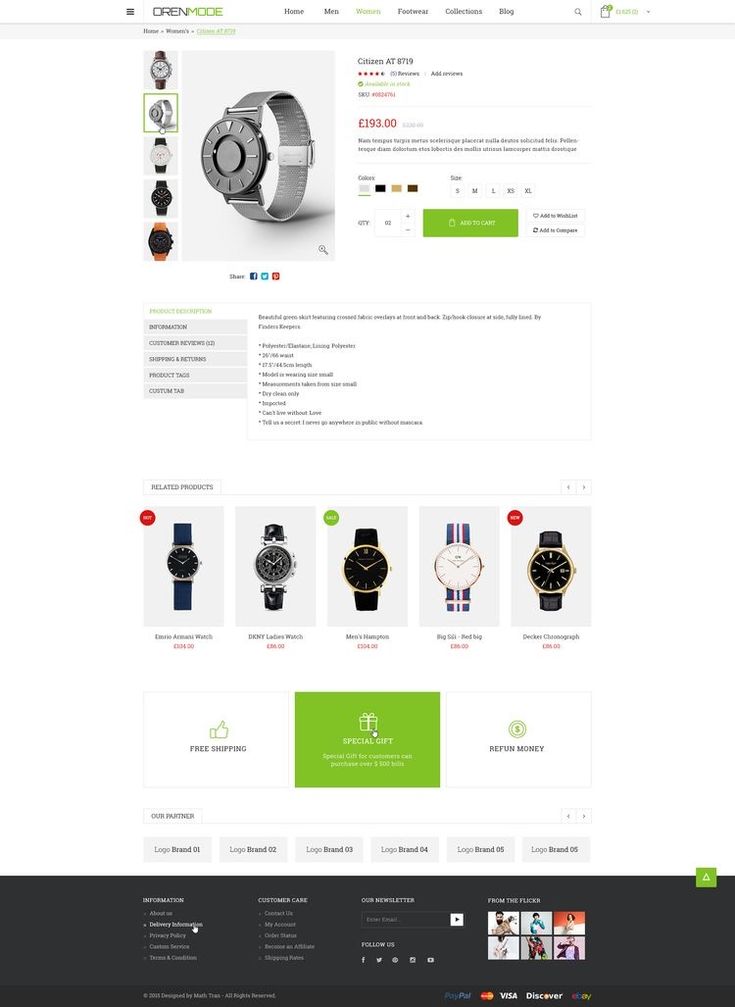 ORENMODE
Home Men Women Footwear Collections Blog
£1.625 (2)
Home » Women's » Citizen AT 8719
Citizen AT 8719
(5) Reviews | Add reviews
Available in stock
SKU: #0824761
£193.00 £220.00
Nam tempus turpis metus scelerisque placerat nulla deutos solicitud felis. Pellen-
tesque diam dolortum etos lobortis des mollis utrisus lamcorper mattis drostique
Colors: Size:
S M L XS XL
QTY: 02 + − ADD TO CART
Add to WishList
Add to Compare
Share:
PRODUCT DESCRIPTION
INFORMATION
CUSTOMER REVIEWS (12)
SHIPPING & RETURNS
PRODUCT TAGS
CUSTUM TAB
Beautiful green skirt featuring crossed fabric overlays at front and back. Zip/hook closure at side, fully lined. By
Finders Keepers.
* Polyester/Elastane; Lining: Polyester
* 26"/66 waist
* 17.5"/44.5cm length
* Model is wearing size small
* Measurements taken from size small
* Dry clean only
* Imported
* Can't live without: Love
* Tell us a secret: I never go anywhere in public without mascara.
RELATED PRODUCTS
HOT SALE NEW
Emrio Armani Watch DKNY Ladies Watch Men's Hampton Big Sili - Red big Decker Chronograph
£134.00 £86.00 £104.00 £86.00 £86.00
FREE SHIPPING
SPECIAL GIFT
Special Gift for customers can
purchase over $ 500 bills
REFUN MONEY
OUR PARTNER
Logo Brand 01 Logo Brand 02 Logo Brand 03 Logo Brand 04 Logo Brand 05 Logo Brand 05
INFORMATION
» About us
» Delivery Information
» Privacy Policy
» Custom Service
» Terms & Condition
CUSTOMER CARE
» Contact Us
» My Account
» Order Status
» Become an Affiliate
» Shipping Rates
OUR NEWSLETTER
Enter Email...
FOLLOW US
FROM THE FLICKR
© 2015 Designed by Math Tran - All Rights Reserved.
PayPal VISA Discover ebay